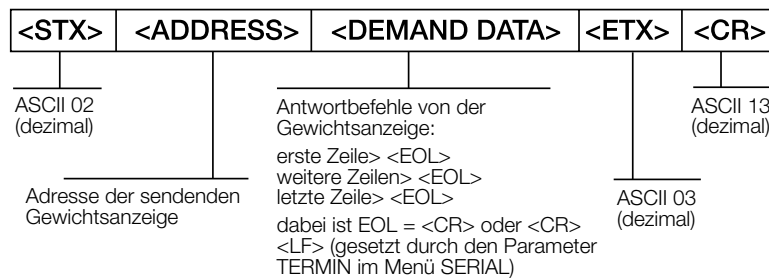 <STX> <ADDRESS> <DEMAND DATA> <ETX> <CR>
ASCII 02
(dezimal)
Adresse der sendenden
Gewichtsanzeige
Antwortbefehle von der
Gewichtsanzeige:
erste Zeile> <EOL>
weitere Zeilen> <EOL>
letzte Zeile> <EOL>
dabei ist EOL = <CR> oder <CR>
<LF> (gesetzt durch den Parameter
TERMIN im Menü SERIAL)
ASCII 03
(dezimal)
ASCII 13
(dezimal)